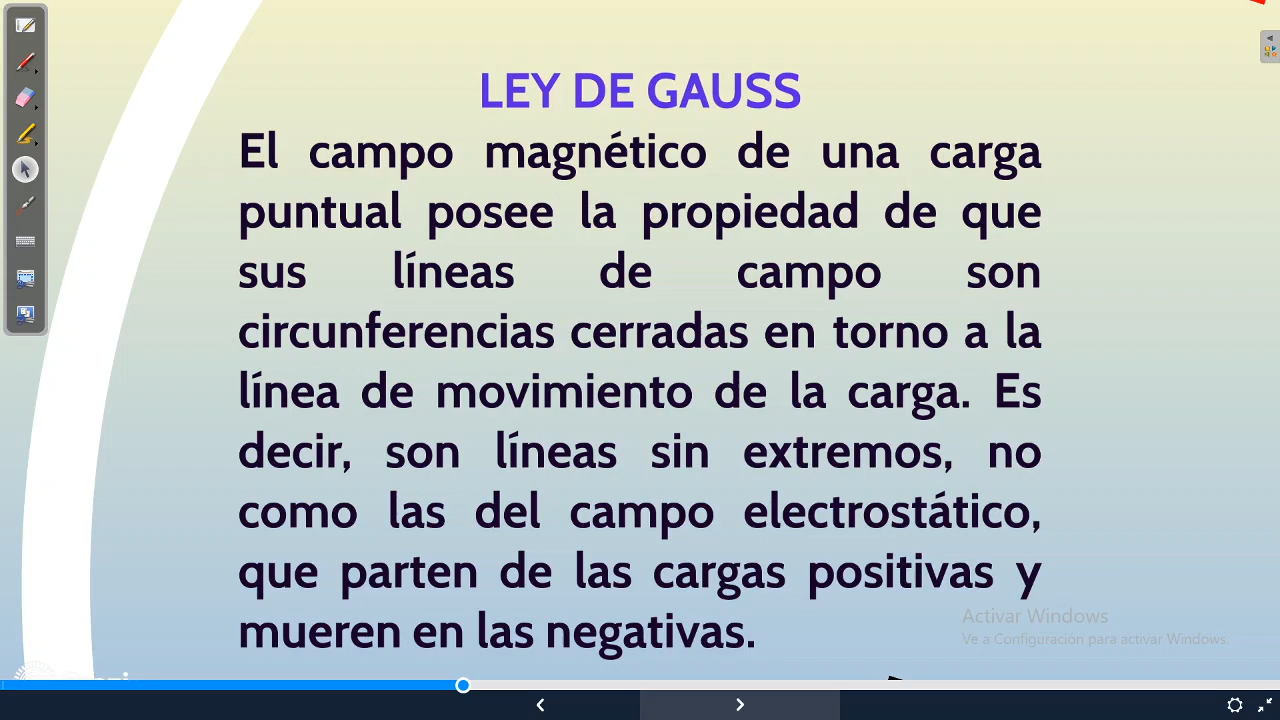 LEY DE GAUSS
El campo magnético de una carga
puntual posee la propiedad de que
sus líneas de campo son
circunferencias cerradas en torno a la
línea de movimiento de la carga. Es
decir, son líneas sin extremos, no
como las del campo electrostático,
que parten de las cargas positivas y
mueren en las negativas.
Activar Windows
Ve a Configuración para activar Windows.